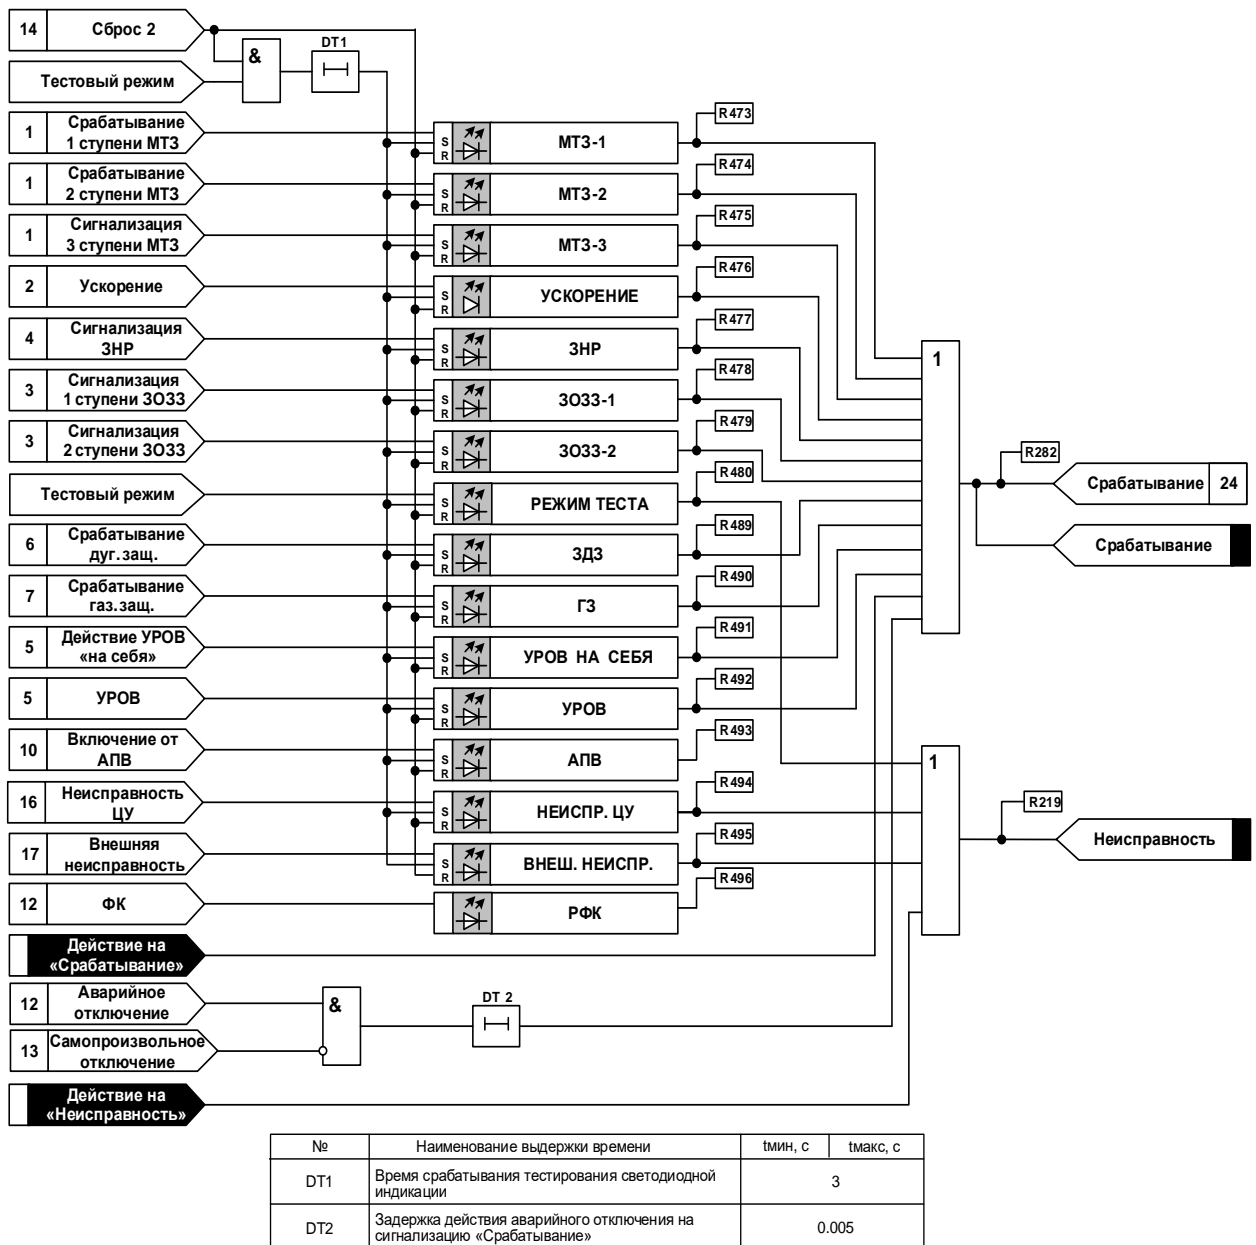 14 Сброс 2
& DT1
Тестовый режим
1 Срабатывание
1 ступени МТЗ
S R МТЗ-1 R473
1 Срабатывание
2 ступени МТЗ
S R МТЗ-2 R474
1 Сигнализация
3 ступени МТЗ
S R МТЗ-3 R475
2 Ускорение
S R УСКОРЕНИЕ R476
4 Сигнализация
ЗНР
S R ЗНР R477
3 Сигнализация
1 ступени ЗОЗЗ
S R ЗОЗЗ-1 R478
3 Сигнализация
2 ступени ЗОЗЗ
S R ЗОЗЗ-2 R479
Тестовый режим
S R РЕЖИМ ТЕСТА R480
6 Срабатывание
дуг. защ.
S R ЗДЗ R489
7 Срабатывание
газ. защ.
S R ГЗ R490
5 Действие УРОВ
«на себя»
S R УРОВ НА СЕБЯ R491
5 УРОВ
S R УРОВ R492
10 Включение от
АПВ
S R АПВ R493
16 Неисправность
ЦУ
S R НЕИСПР. ЦУ R494
17 Внешняя
неисправность
S R ВНЕШ. НЕИСПР. R495
12 ФК
РФК R496
1
R282
Срабатывание 24
Срабатывание
1
R219
Неисправность
Действие на
«Срабатывание»
12 Аварийное
отключение
& DT 2
13 Самопроизвольное
отключение
Действие на
«Неисправность»
№ Наименование выдержки времени tмин, с tмакс, с
DT1 Время срабатывания тестирования светодиодной
индикации 3
DT2 Задержка действия аварийного отключения на
сигнализацию «Срабатывание» 0.005